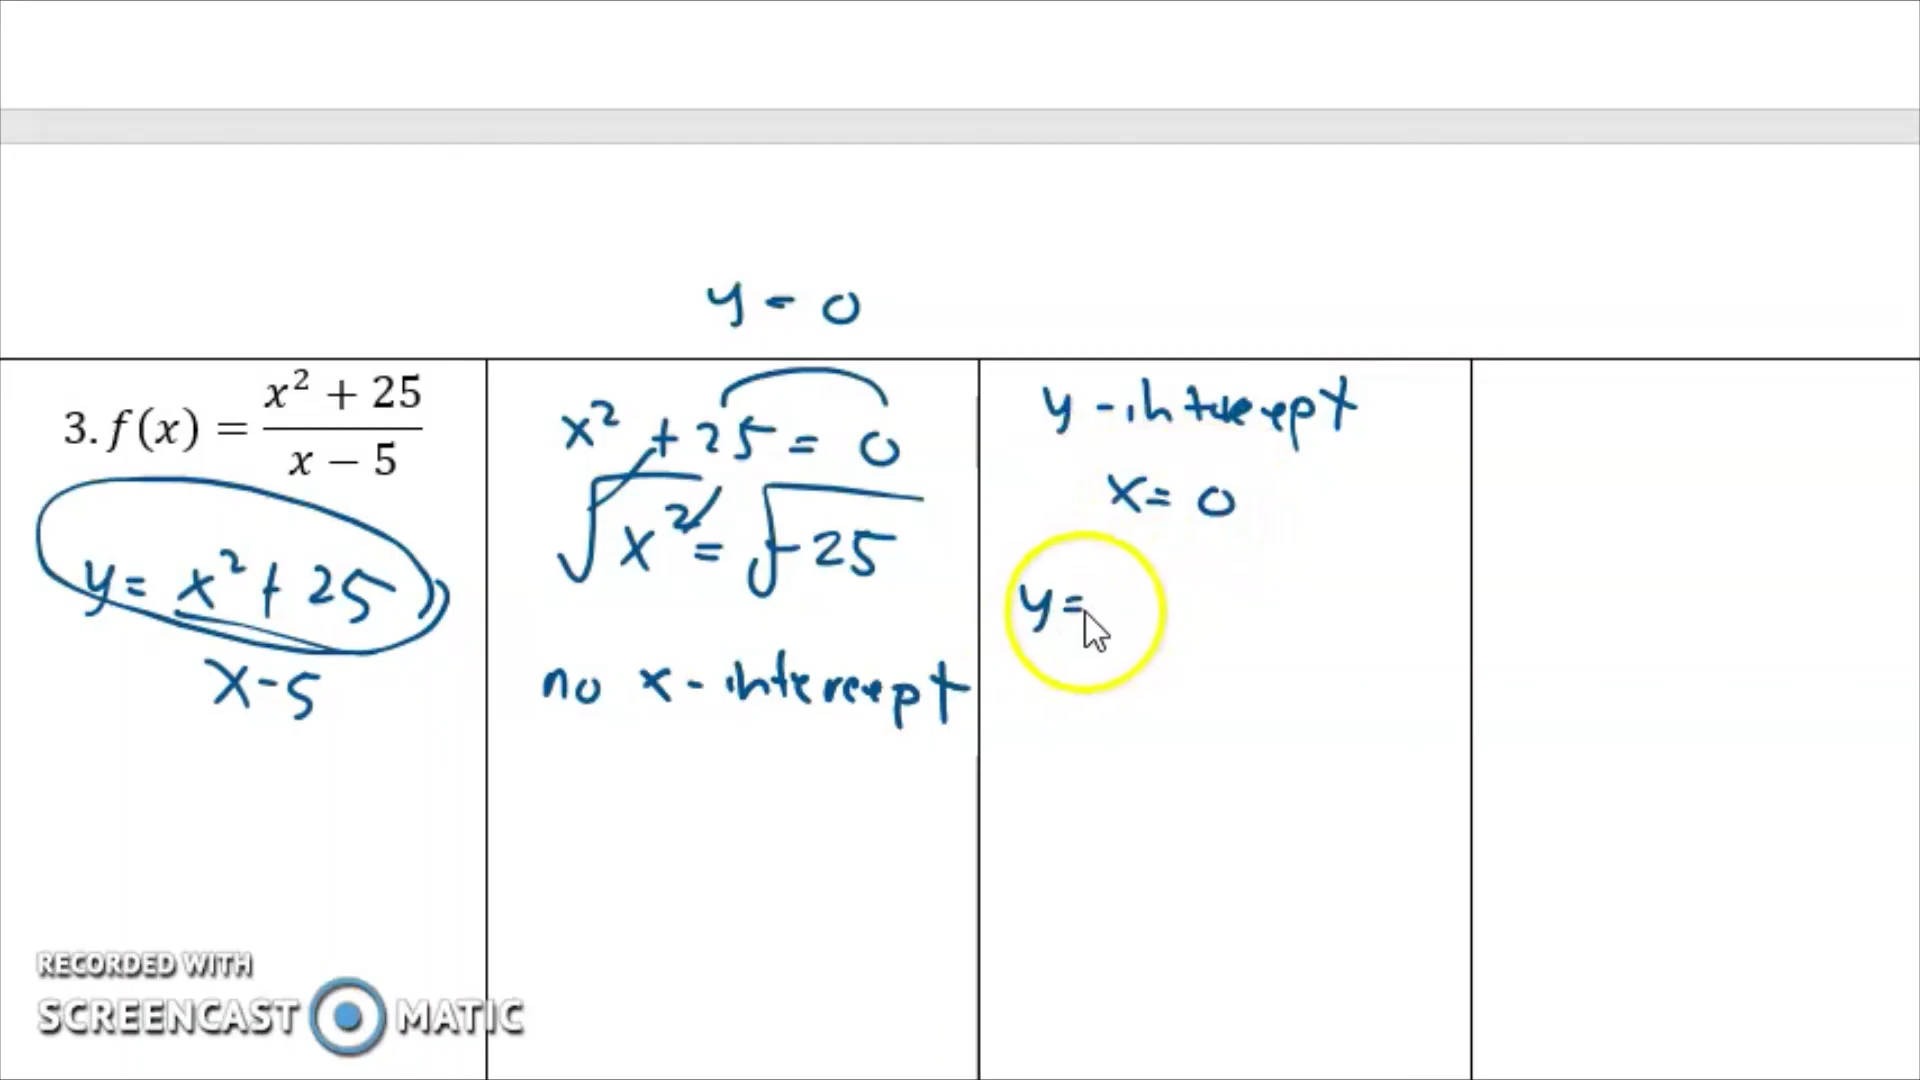 y = 0
3. f(x) = (x² + 25)/(x − 5)
y = x² + 25
x - 5
x² + 25 = 0
√x² = √-25
no x-intercept
y-intercept
x = 0
y =
RECORDED WITH
SCREENCAST MATIC